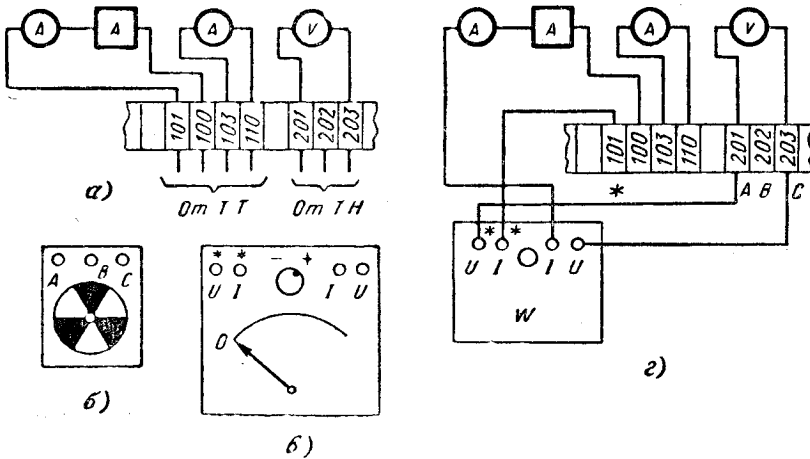 А А А V
101 100 103 110 201 202 203
От ТТ От ТН
а)
А А А V
101 100 103 110 201 202 203
* А В С
* *
U I I U
W
г)
А В С
б)
* * - +
U I I U
0
в)